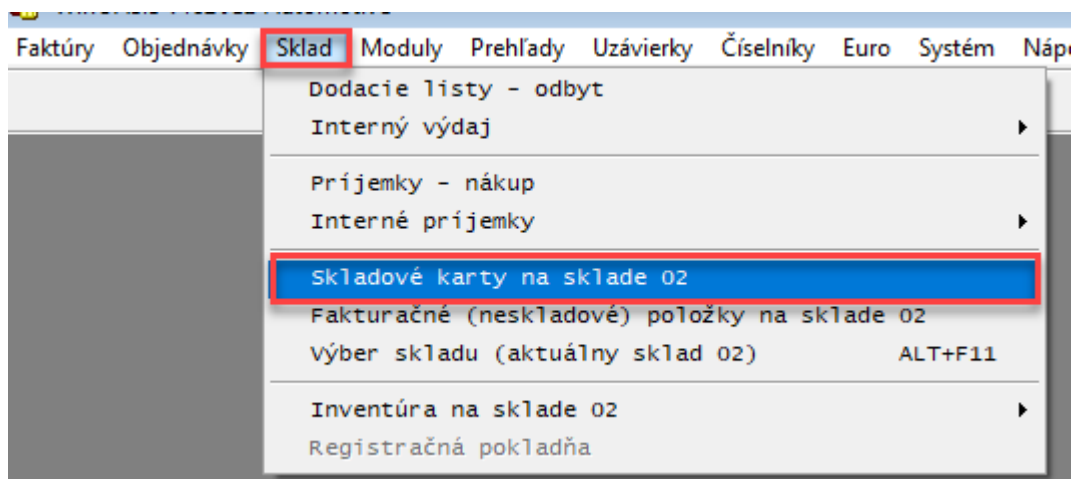 Faktúry Objednávky Sklad Moduly Prehľady Uzávierky Číselníky Euro Systém
Dodacie listy - odbyt
Interný výdaj
Príjemky - nákup
Interné príjemky
Skladové karty na sklade 02
Fakturačné (neskladové) položky na sklade 02
Výber skladu (aktuálny sklad 02) ALT+F11
Inventúra na sklade 02
Registračná pokladňa